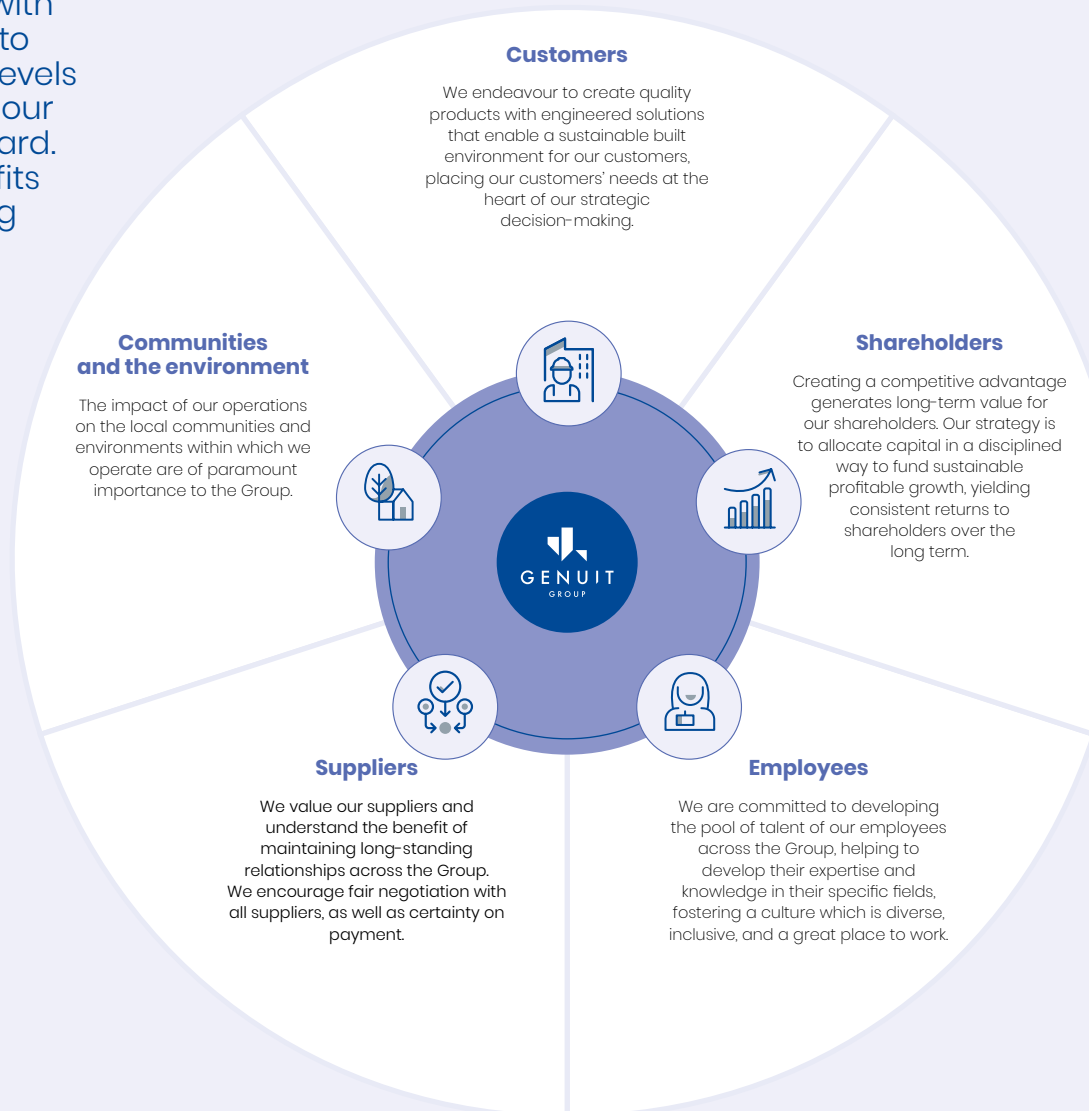 with
to
evels
our
ard.
fits
g
Customers
We endeavour to create quality
products with engineered solutions
that enable a sustainable built
environment for our customers,
placing our customers’ needs at the
heart of our strategic
decision-making.
Shareholders
Creating a competitive advantage
generates long-term value for
our shareholders. Our strategy is
to allocate capital in a disciplined
way to fund sustainable
profitable growth, yielding
consistent returns to
shareholders over the
long term.
Employees
We are committed to developing
the pool of talent of our employees
across the Group, helping to
develop their expertise and
knowledge in their specific fields,
fostering a culture which is diverse,
inclusive, and a great place to work.
Suppliers
We value our suppliers and
understand the benefit of
maintaining long-standing
relationships across the Group.
We encourage fair negotiation with
all suppliers, as well as certainty on
payment.
Communities
and the environment
The impact of our operations
on the local communities and
environments within which we
operate are of paramount
importance to the Group.
GENUIT
GROUP